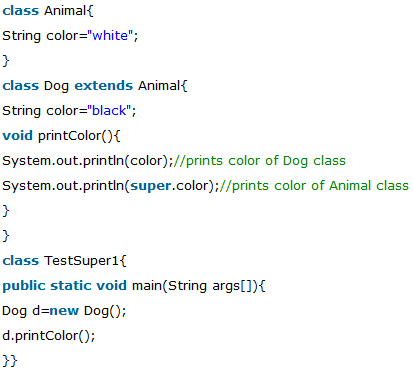 class Animal{
String color="white";
}
class Dog extends Animal{
String color="black";
void printColor(){
System.out.println(color);//prints color of Dog class
System.out.println(super.color);//prints color of Animal class
}
}
class TestSuper1{
public static void main(String args[]){
Dog d=new Dog();
d.printColor();
}}